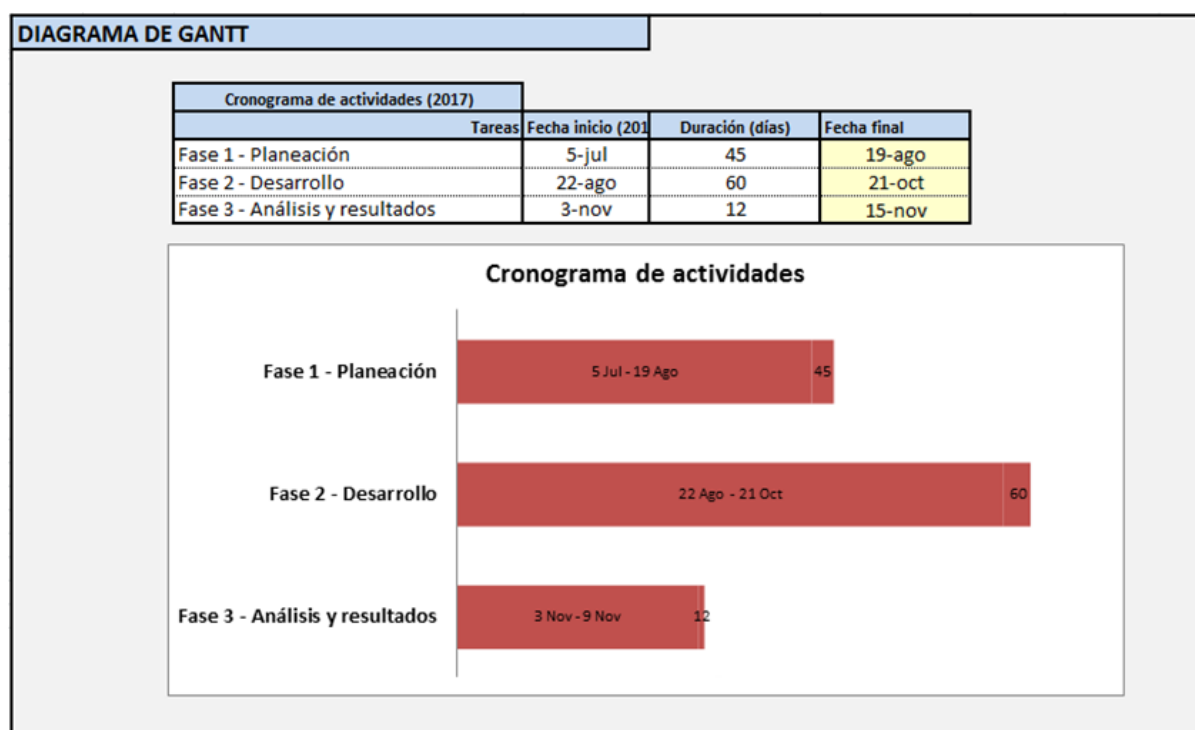 DIAGRAMA DE GANTT
Cronograma de actividades (2017)
Tareas Fecha inicio (201 Duración (días) Fecha final
Fase 1 - Planeación 5-jul 45 19-ago
Fase 2 - Desarrollo 22-ago 60 21-oct
Fase 3 - Análisis y resultados 3-nov 12 15-nov
Cronograma de actividades
Fase 1 - Planeación 5 Jul - 19 Ago 45
Fase 2 - Desarrollo 22 Ago - 21 Oct 60
Fase 3 - Análisis y resultados 3 Nov - 9 Nov 12